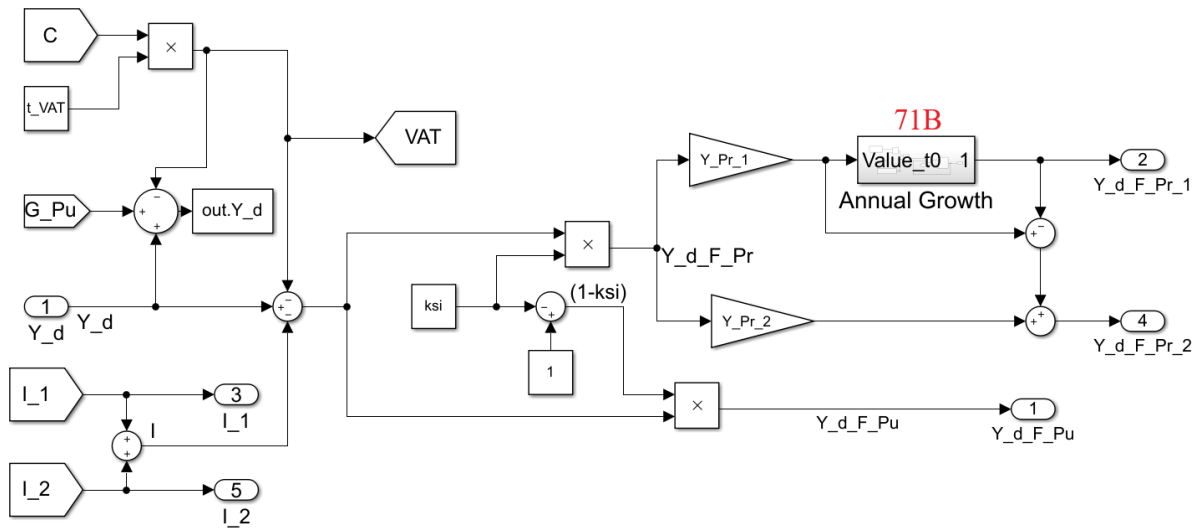 C
×
t_VAT
VAT
71B
Y_Pr_1
Value_t0
1
2
Y_d_F_Pr_1
Annual Growth
−
G_Pu
+
+
out.Y_d
×
Y_d_F_Pr
+
−
1
Y_d
Y_d
+
−
−
ksi
−
+
(1-ksi)
Y_Pr_2
+
+
4
Y_d_F_Pr_2
1
I_1
3
I_1
×
Y_d_F_Pu
1
Y_d_F_Pu
+
+
I
I_2
5
I_2